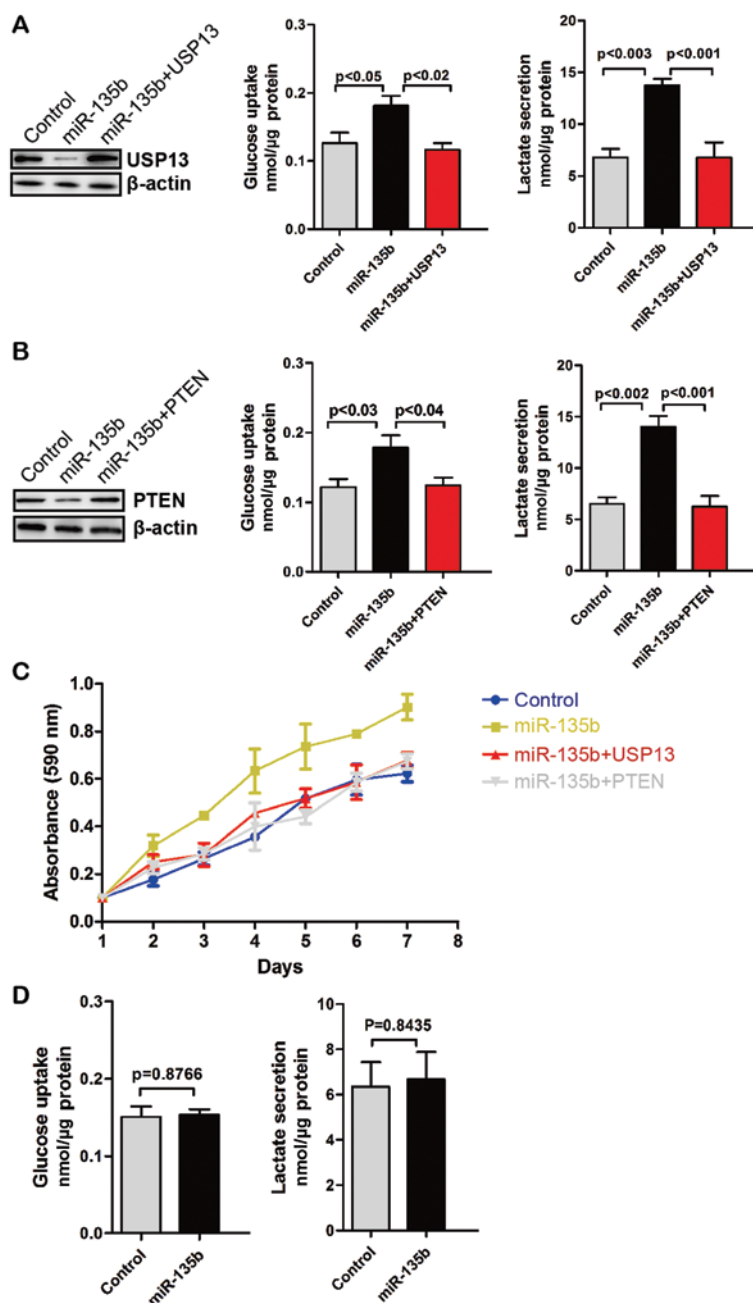 A
Control
miR-135b
miR-135b+USP13
USP13
β-actin
Glucose uptake
nmol/μg protein
0.3
0.2
0.1
0.0
p<0.05
p<0.02
Control
miR-135b
miR-135b+USP13
Lactate secretion
nmol/μg protein
20
15
10
5
0
p<0.003
p<0.001
Control
miR-135b
miR-135b+USP13
B
Control
miR-135b
miR-135b+PTEN
PTEN
β-actin
Glucose uptake
nmol/μg protein
0.3
0.2
0.1
0.0
p<0.03
p<0.04
Control
miR-135b
miR-135b+PTEN
Lactate secretion
nmol/μg protein
20
15
10
5
0
p<0.002
p<0.001
Control
miR-135b
miR-135b+PTEN
C
Absorbance (590 nm)
1.0
0.8
0.6
0.4
0.2
0.0
1 2 3 4 5 6 7 8
Days
Control
miR-135b
miR-135b+USP13
miR-135b+PTEN
D
Glucose uptake
nmol/μg protein
0.3
0.2
0.1
0.0
p=0.8766
Control
miR-135b
Lactate secretion
nmol/μg protein
10
8
6
4
2
0
P=0.8435
Control
miR-135b